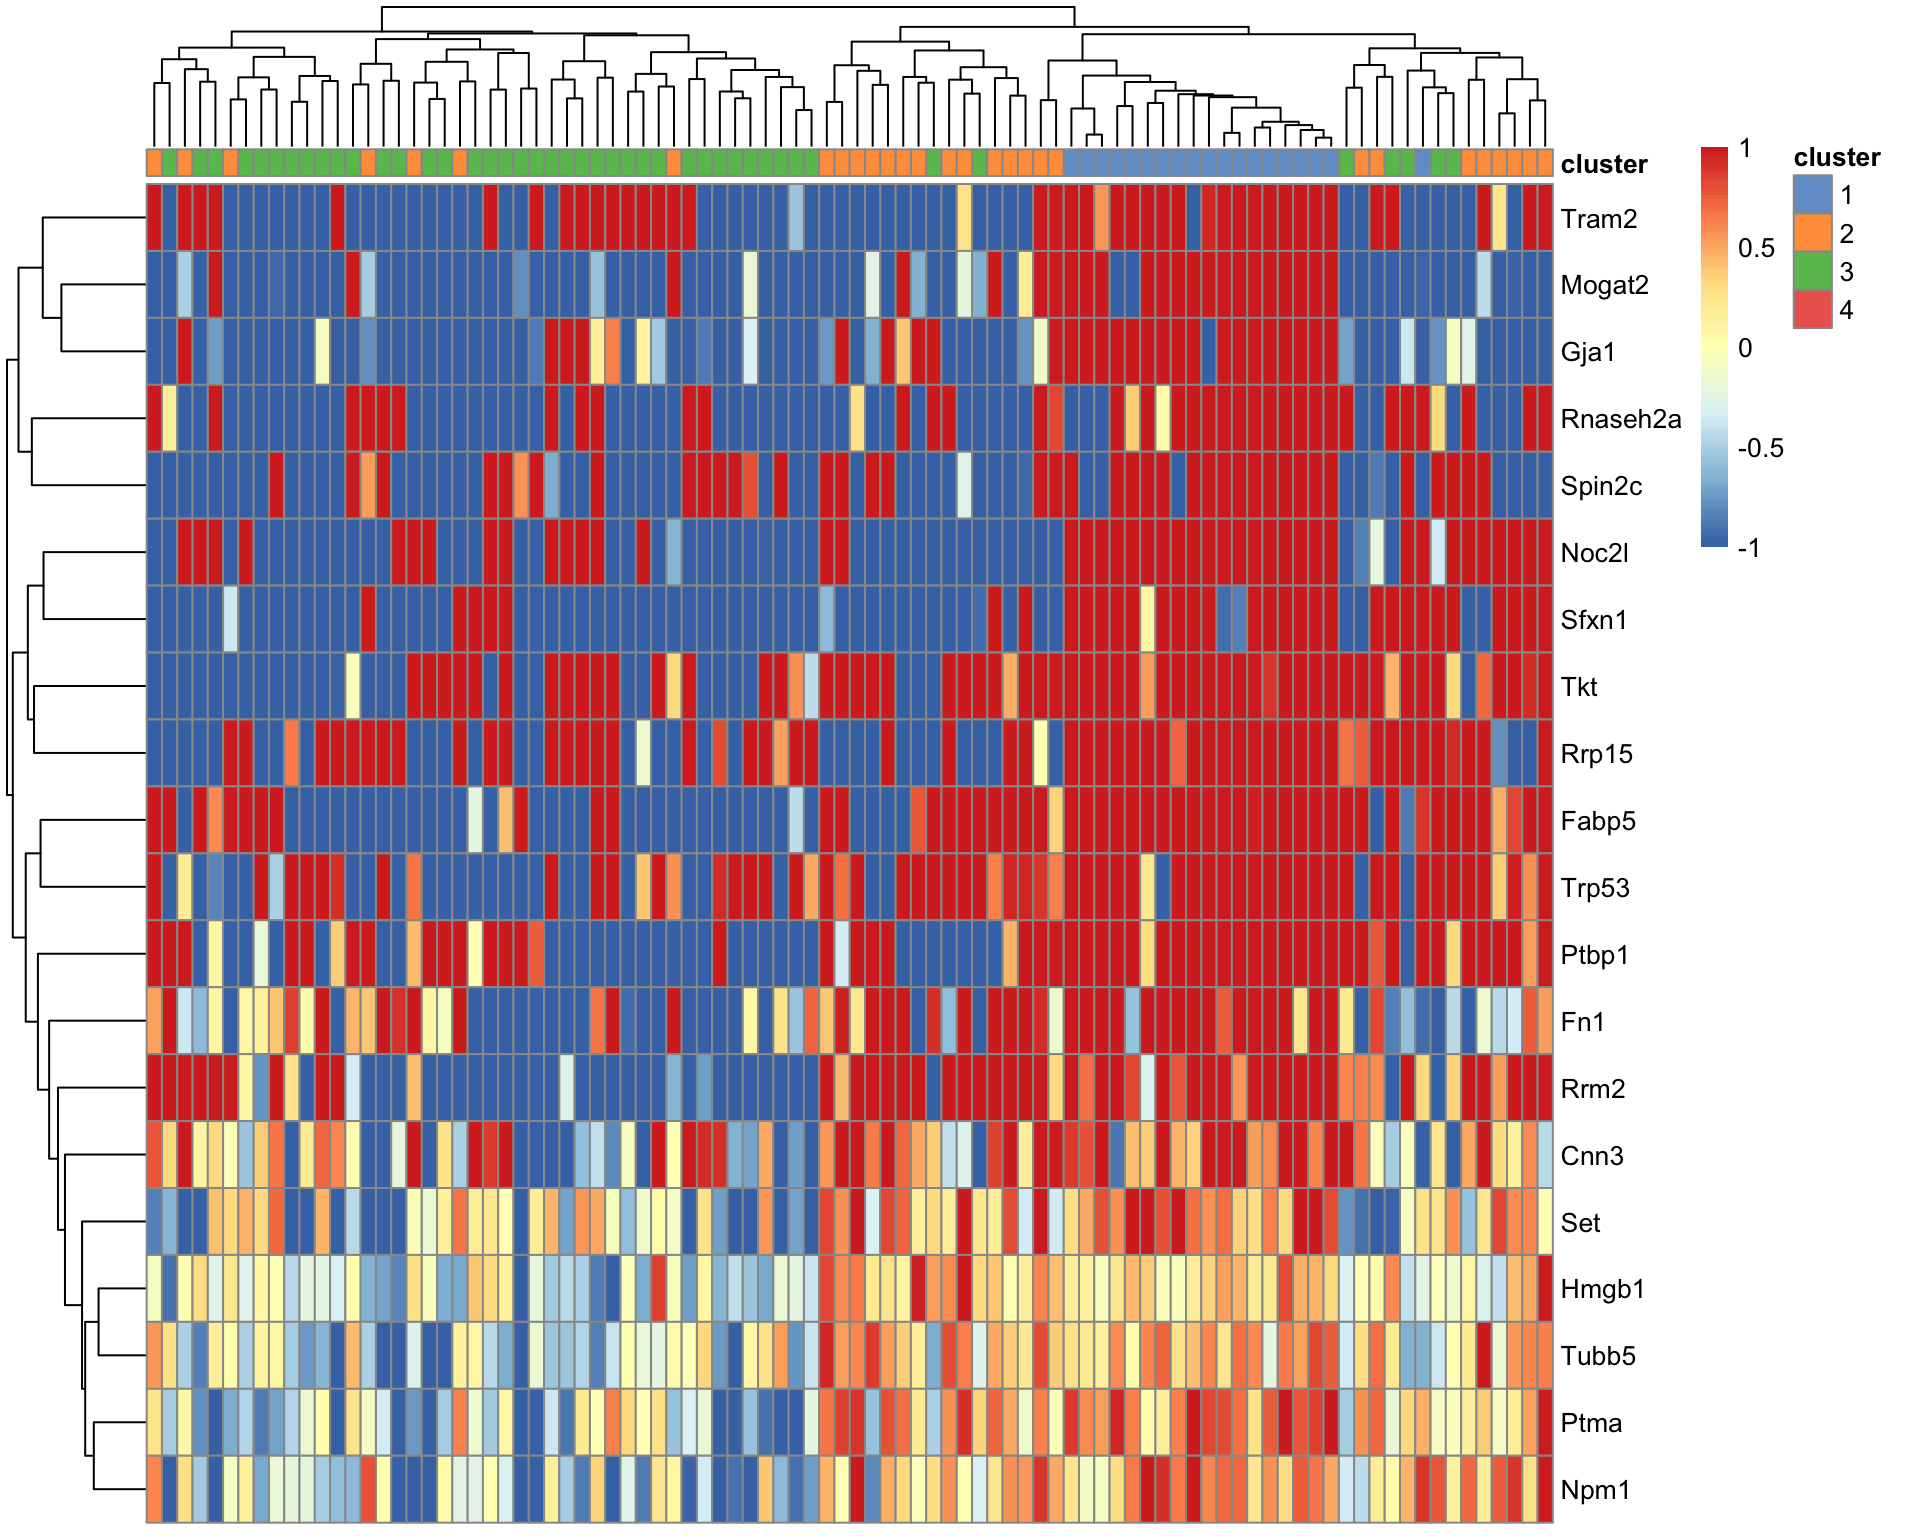 cluster
Tram2
Mogat2
Gja1
Rnaseh2a
Spin2c
Noc2l
Sfxn1
Tkt
Rrp15
Fabp5
Trp53
Ptbp1
Fn1
Rrm2
Cnn3
Set
Hmgb1
Tubb5
Ptma
Npm1
1
0.5
0
-0.5
-1
cluster
1
2
3
4